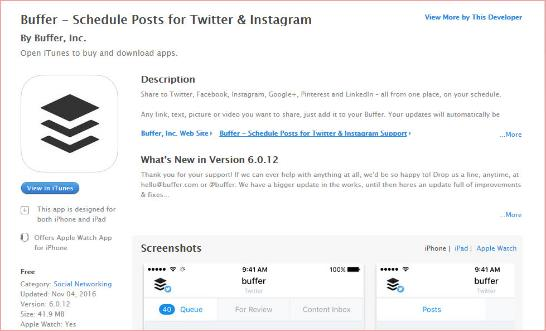 Buffer – Schedule Posts for Twitter & Instagram
View More by This Developer
By Buffer, Inc.
Open iTunes to buy and download apps.
Description
Share to Twitter, Facebook, Instagram, Google+, Pinterest and LinkedIn – all from one place, on your schedule.
Any link, text, picture or video you want to share, just add it to your Buffer. Your updates will automatically be
Buffer, Inc. Web Site
Buffer – Schedule Posts for Twitter & Instagram Support
...More
What's New in Version 6.0.12
Thank you for your support! If we can ever help with anything at all, we'd be so happy to! Drop us a line, anytime, at
hello@buffer.com or @buffer. We have a bigger update in the works, until then heres an update full of improvements
& fixes...
...More
View in iTunes
This app is designed for
both iPhone and iPad
Offers Apple Watch App
for iPhone
Free
Category: Social Networking
Updated: Nov 04, 2016
Version: 6.0.12
Size: 41.9 MB
Apple Watch: Yes
Screenshots
iPhone | iPad | Apple Watch
9:41 AM
100%
buffer
Twitter
40 Queue
For Review
Content Inbox
9:41 AM
buffer
Twitter
Posts